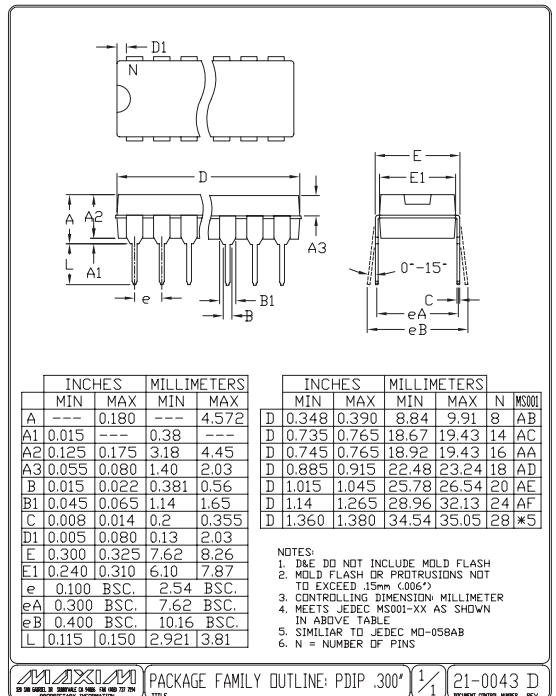 D1
N
D
E
E1
A
A2
A3
L
A1
0°-15°
e
B1
B
C
eA
eB
INCHES MILLIMETERS
MIN MAX MIN MAX
A --- 0.180 --- 4.572
A1 0.015 --- 0.38 ---
A2 0.125 0.175 3.18 4.45
A3 0.055 0.080 1.40 2.03
B 0.015 0.022 0.381 0.56
B1 0.045 0.065 1.14 1.65
C 0.008 0.014 0.2 0.355
D1 0.005 0.080 0.13 2.03
E 0.300 0.325 7.62 8.26
E1 0.240 0.310 6.10 7.87
e 0.100 BSC. 2.54 BSC.
eA 0.300 BSC. 7.62 BSC.
eB 0.400 BSC. 10.16 BSC.
L 0.115 0.150 2.921 3.81
INCHES MILLIMETERS
MIN MAX MIN MAX N MS001
D 0.348 0.390 8.84 9.91 8 AB
D 0.735 0.765 18.67 19.43 14 AC
D 0.745 0.765 18.92 19.43 16 AA
D 0.885 0.915 22.48 23.24 18 AD
D 1.015 1.045 25.78 26.54 20 AE
D 1.14 1.265 28.96 32.13 24 AF
D 1.360 1.380 34.54 35.05 28 *5
NOTES:
1. D&E DO NOT INCLUDE MOLD FLASH
2. MOLD FLASH OR PROTRUSIONS NOT
TO EXCEED .15mm (.006")
3. CONTROLLING DIMENSION: MILLIMETER
4. MEETS JEDEC MS001-XX AS SHOWN
IN ABOVE TABLE
5. SIMILIAR TO JEDEC MO-058AB
6. N = NUMBER OF PINS
MAXIM
PACKAGE FAMILY OUTLINE: PDIP .300"
1/1
21-0043 D